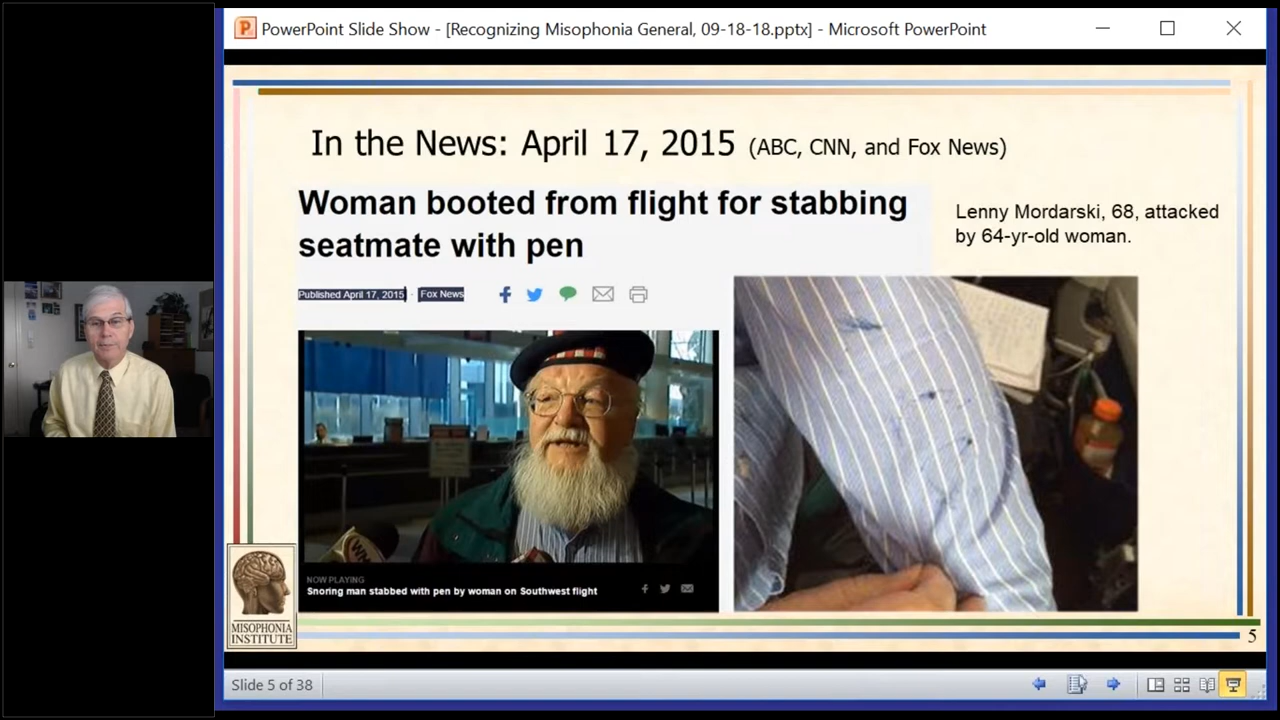 PowerPoint Slide Show - [Recognizing Misophonia General, 09-18-18.pptx] - Microsoft PowerPoint
In the News: April 17, 2015 (ABC, CNN, and Fox News)
Woman booted from flight for stabbing
seatmate with pen
Lenny Mordarski, 68, attacked
by 64-yr-old woman.
Published April 17, 2015 · Fox News
NOW PLAYING
Snoring man stabbed with pen by woman on Southwest flight
MISOPHONIA
INSTITUTE
5
Slide 5 of 38